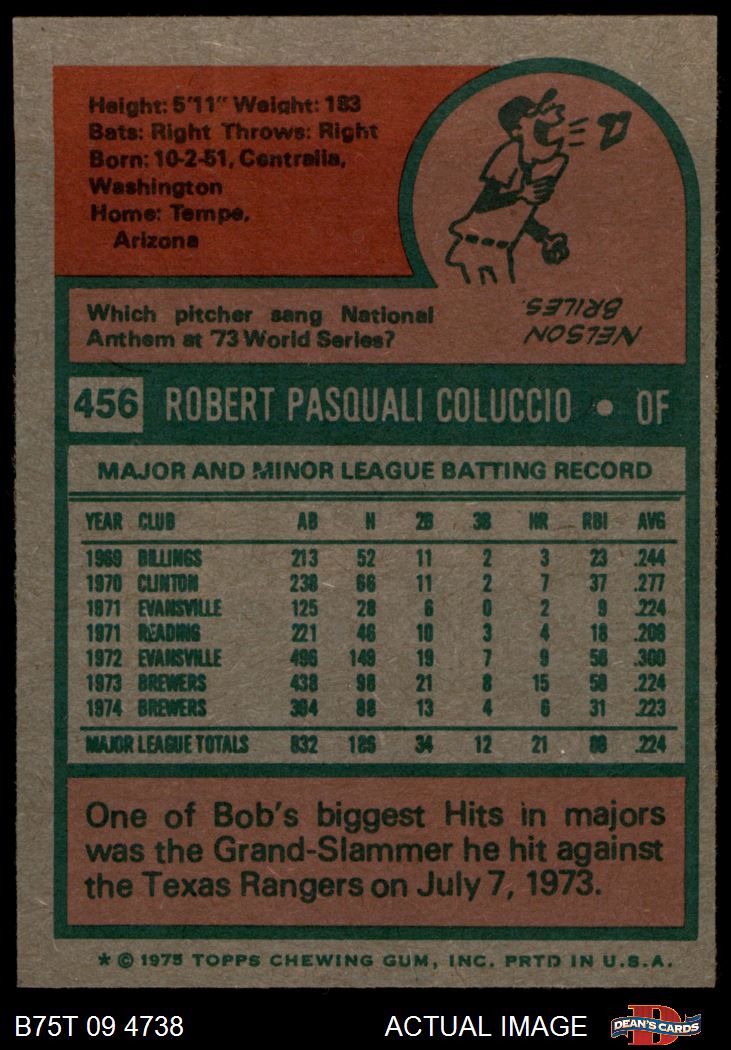 Height: 5'11" Weight: 183
Bats: Right Throws: Right
Born: 10-2-51, Centralia,
Washington
Home: Tempe,
Arizona
Which pitcher sang National
Anthem at '73 World Series?
NELSON
BRILES.
456 ROBERT PASQUALI COLUCCIO • OF
MAJOR AND MINOR LEAGUE BATTING RECORD
YEAR CLUB AB H 2B 3B HR RBI AVG
1969 BILLINGS 213 52 11 2 3 23 .244
1970 CLINTON 238 66 11 2 7 37 .277
1971 EVANSVILLE 125 28 6 0 2 9 .224
1971 READING 221 46 10 3 4 18 .208
1972 EVANSVILLE 496 149 19 7 9 58 .300
1973 BREWERS 438 98 21 8 15 58 .224
1974 BREWERS 394 88 13 4 6 31 .223
MAJOR LEAGUE TOTALS 832 186 34 12 21 89 .224
One of Bob's biggest Hits in majors
was the Grand-Slammer he hit against
the Texas Rangers on July 7, 1973.
* © 1975 TOPPS CHEWING GUM, INC. PRTD IN U.S.A.
B75T 09 4738 ACTUAL IMAGE DEAN'S CARDS